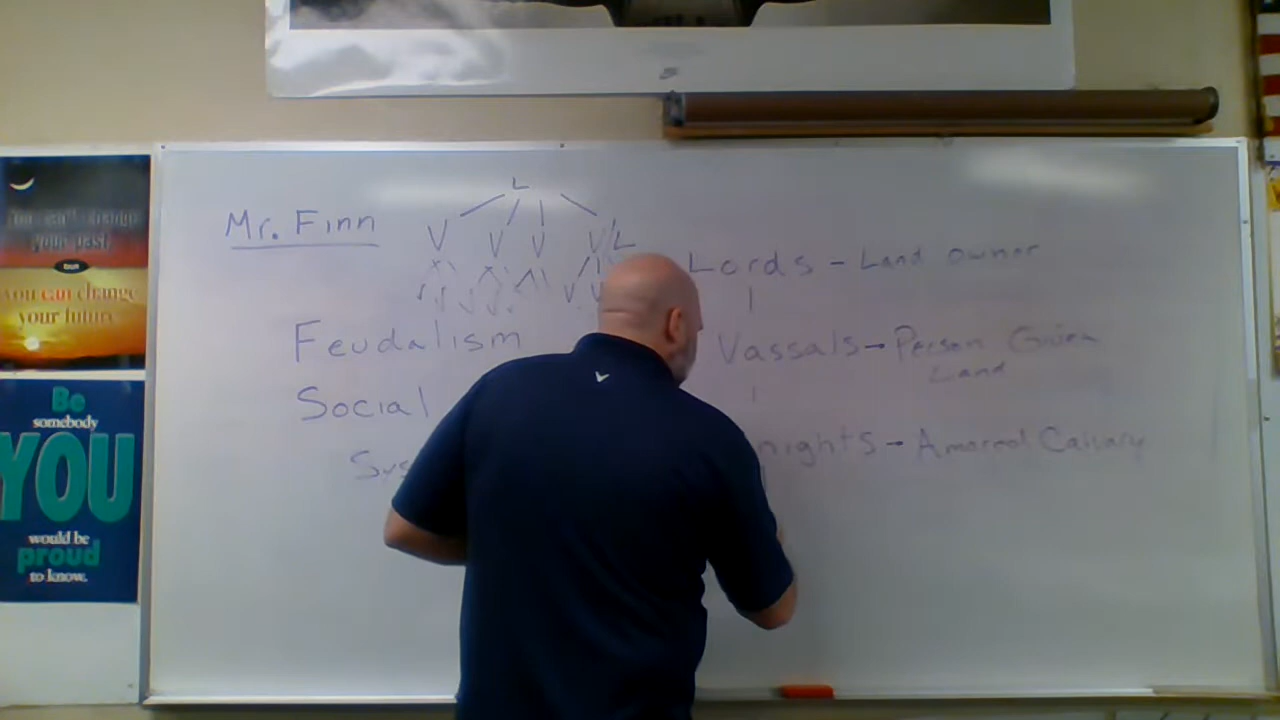 L
Mr. Finn
V V V V/L
Lords - Land owner
Feudalism
Vassals - Person Given
Land
Social
nights - Amorred Calvary
Sys
You can't change
your past,
BUT
you can change
your future
Be
somebody
YOU
would be
proud
to know.